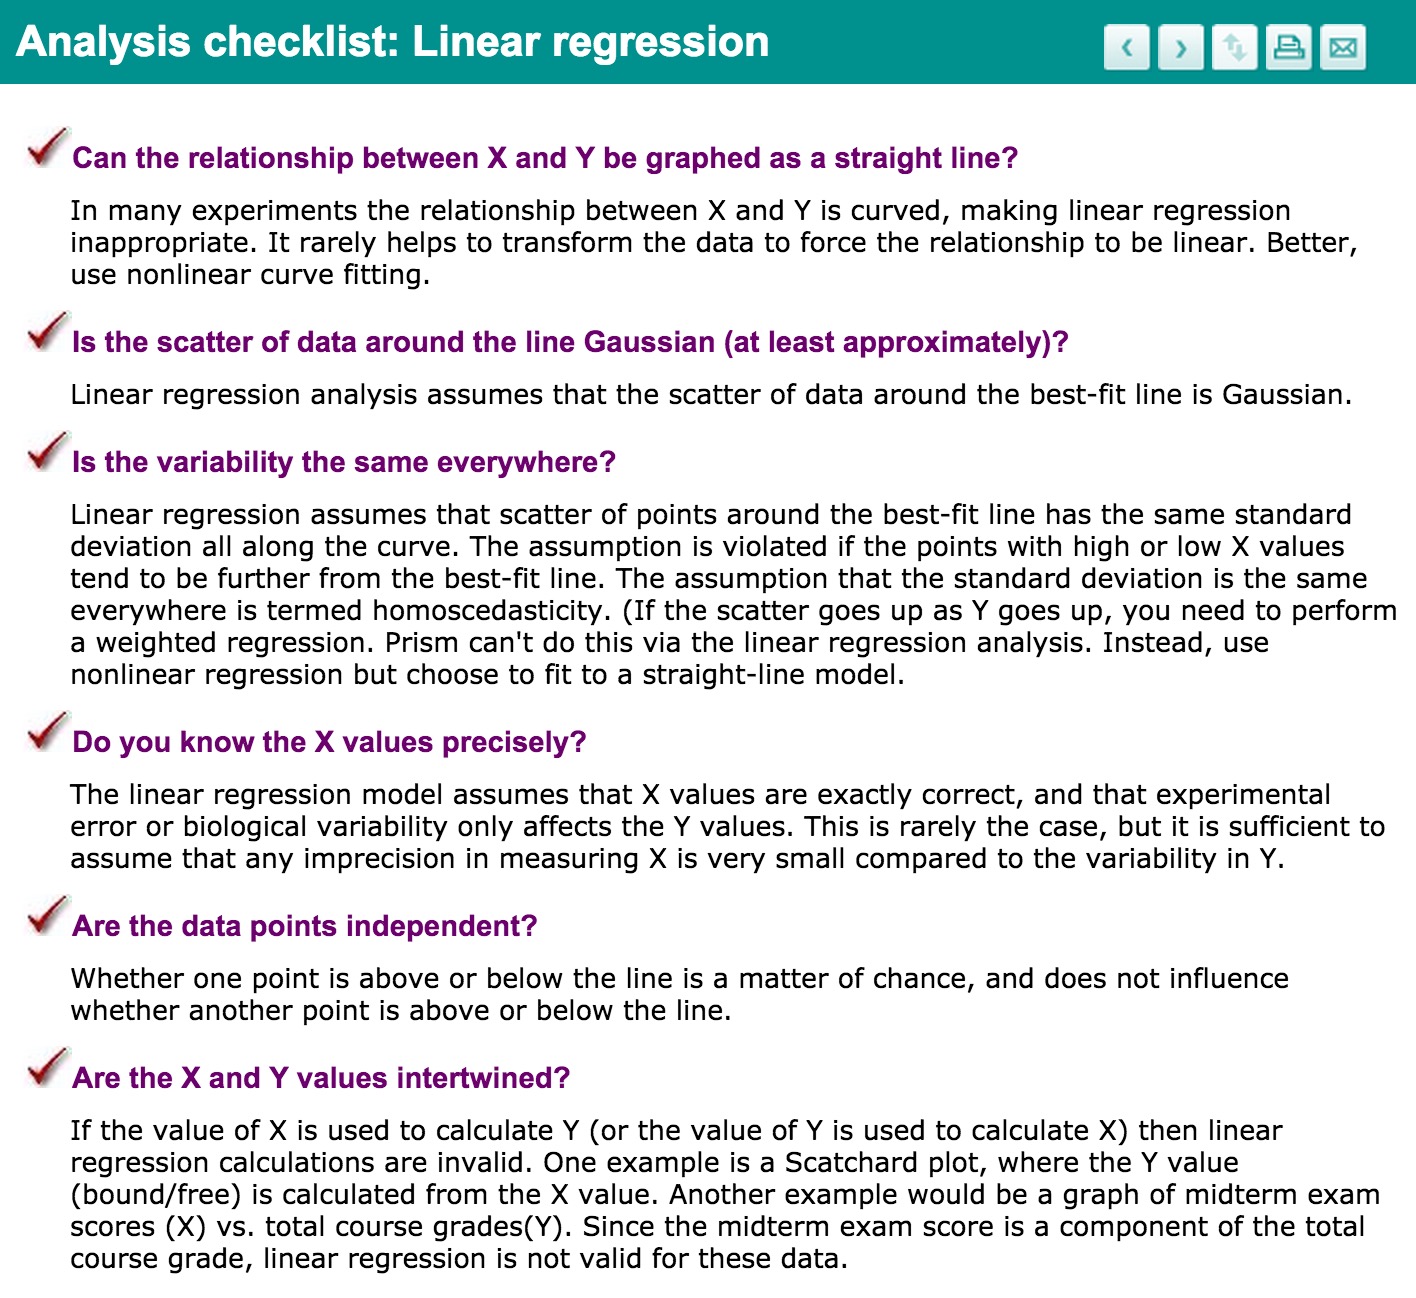 Analysis checklist: Linear regression
Can the relationship between X and Y be graphed as a straight line?
In many experiments the relationship between X and Y is curved, making linear regression
inappropriate. It rarely helps to transform the data to force the relationship to be linear. Better,
use nonlinear curve fitting.
Is the scatter of data around the line Gaussian (at least approximately)?
Linear regression analysis assumes that the scatter of data around the best-fit line is Gaussian.
Is the variability the same everywhere?
Linear regression assumes that scatter of points around the best-fit line has the same standard
deviation all along the curve. The assumption is violated if the points with high or low X values
tend to be further from the best-fit line. The assumption that the standard deviation is the same
everywhere is termed homoscedasticity. (If the scatter goes up as Y goes up, you need to perform
a weighted regression. Prism can't do this via the linear regression analysis. Instead, use
nonlinear regression but choose to fit to a straight-line model.
Do you know the X values precisely?
The linear regression model assumes that X values are exactly correct, and that experimental
error or biological variability only affects the Y values. This is rarely the case, but it is sufficient to
assume that any imprecision in measuring X is very small compared to the variability in Y.
Are the data points independent?
Whether one point is above or below the line is a matter of chance, and does not influence
whether another point is above or below the line.
Are the X and Y values intertwined?
If the value of X is used to calculate Y (or the value of Y is used to calculate X) then linear
regression calculations are invalid. One example is a Scatchard plot, where the Y value
(bound/free) is calculated from the X value. Another example would be a graph of midterm exam
scores (X) vs. total course grades(Y). Since the midterm exam score is a component of the total
course grade, linear regression is not valid for these data.